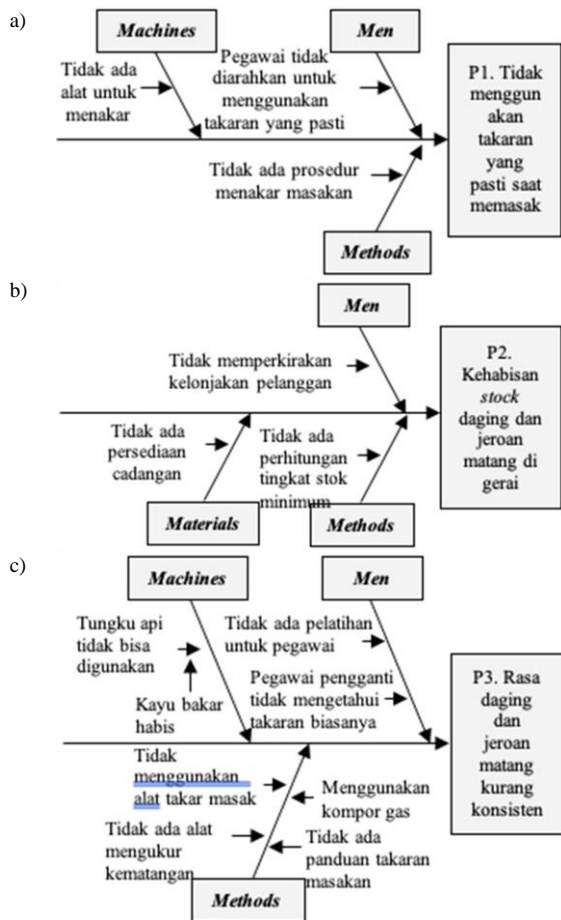 a)
Machines
Men
Tidak ada
alat untuk
menakar
Pegawai tidak
diarahkan untuk
menggunakan
takaran yang pasti
Tidak ada prosedur
menakar masakan
Methods
P1. Tidak
menggun
akan
takaran
yang
pasti saat
memasak
b)
Men
Tidak memperkirakan
kelonjakan pelanggan
Tidak ada
persediaan
cadangan
Tidak ada
perhitungan
tingkat stok
minimum
Materials
Methods
P2.
Kehabisan
stock
daging dan
jeroan
matang di
gerai
c)
Machines
Men
Tungku api
tidak bisa
digunakan
Kayu bakar
habis
Tidak ada pelatihan
untuk pegawai
Pegawai pengganti
tidak mengetahui
takaran biasanya
Tidak
menggunakan
alat takar masak
Menggunakan
kompor gas
Tidak ada alat
mengukur
kematangan
Tidak ada
panduan takaran
masakan
Methods
P3. Rasa
daging
dan
jeroan
matang
kurang
konsisten